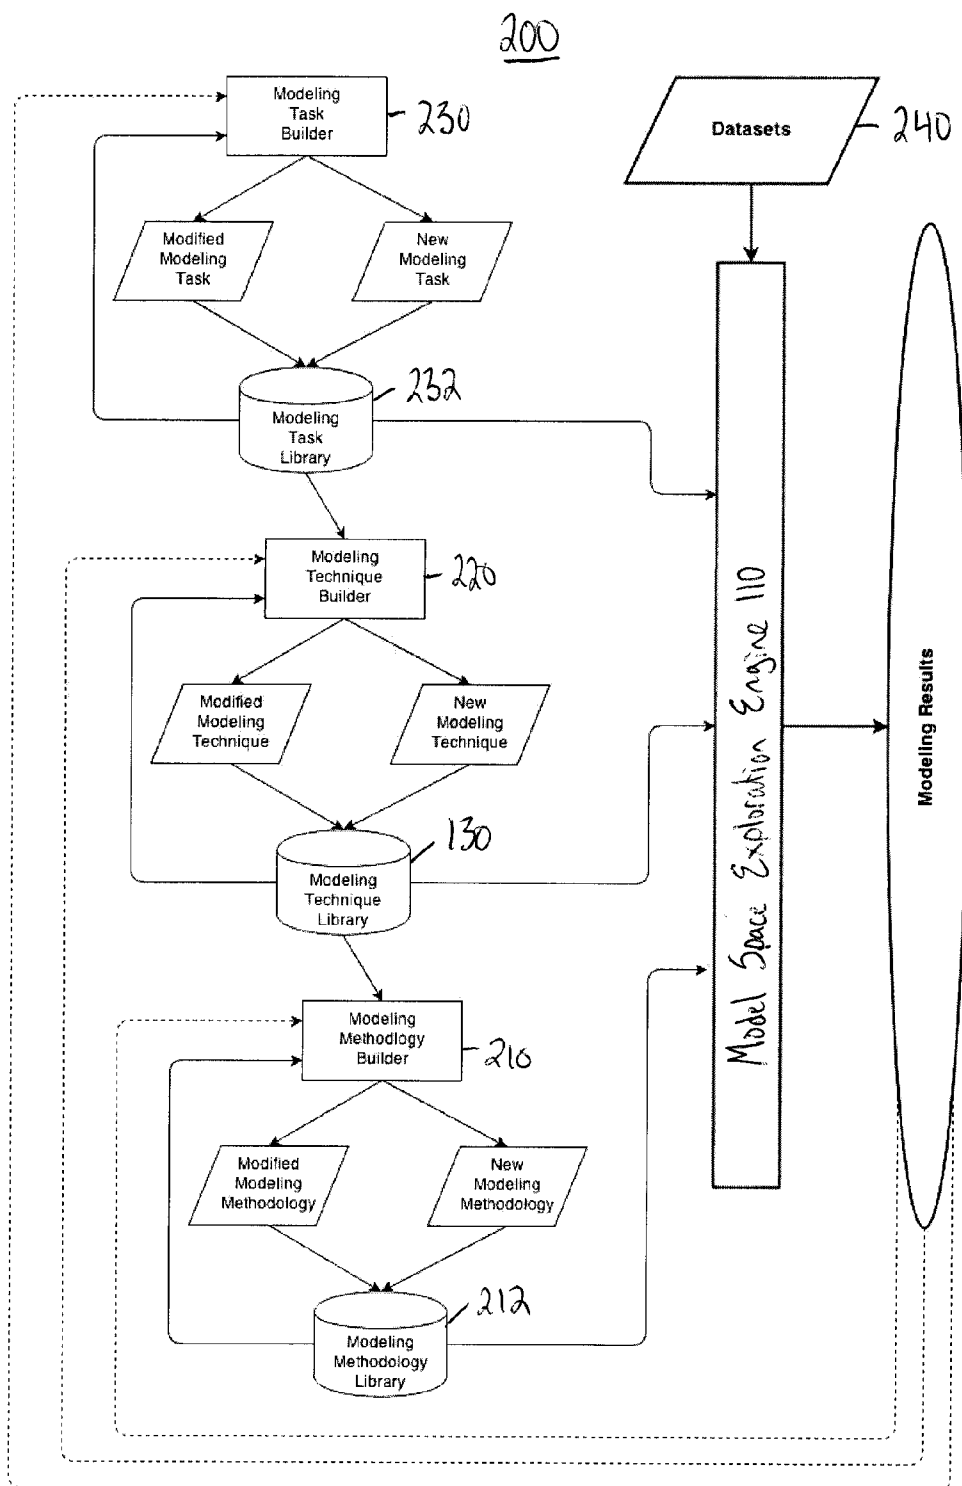 200
Modeling
Task
Builder
230
Datasets
240
Modified
Modeling
Task
New
Modeling
Task
232
Modeling
Task
Library
Modeling
Technique
Builder
220
Modified
Modeling
Technique
New
Modeling
Technique
130
Modeling
Technique
Library
Modeling
Methodlogy
Builder
210
Modified
Modeling
Methodology
New
Modeling
Methodology
212
Modeling
Methodology
Library
Model Space Exploration Engine 110
Modeling Results